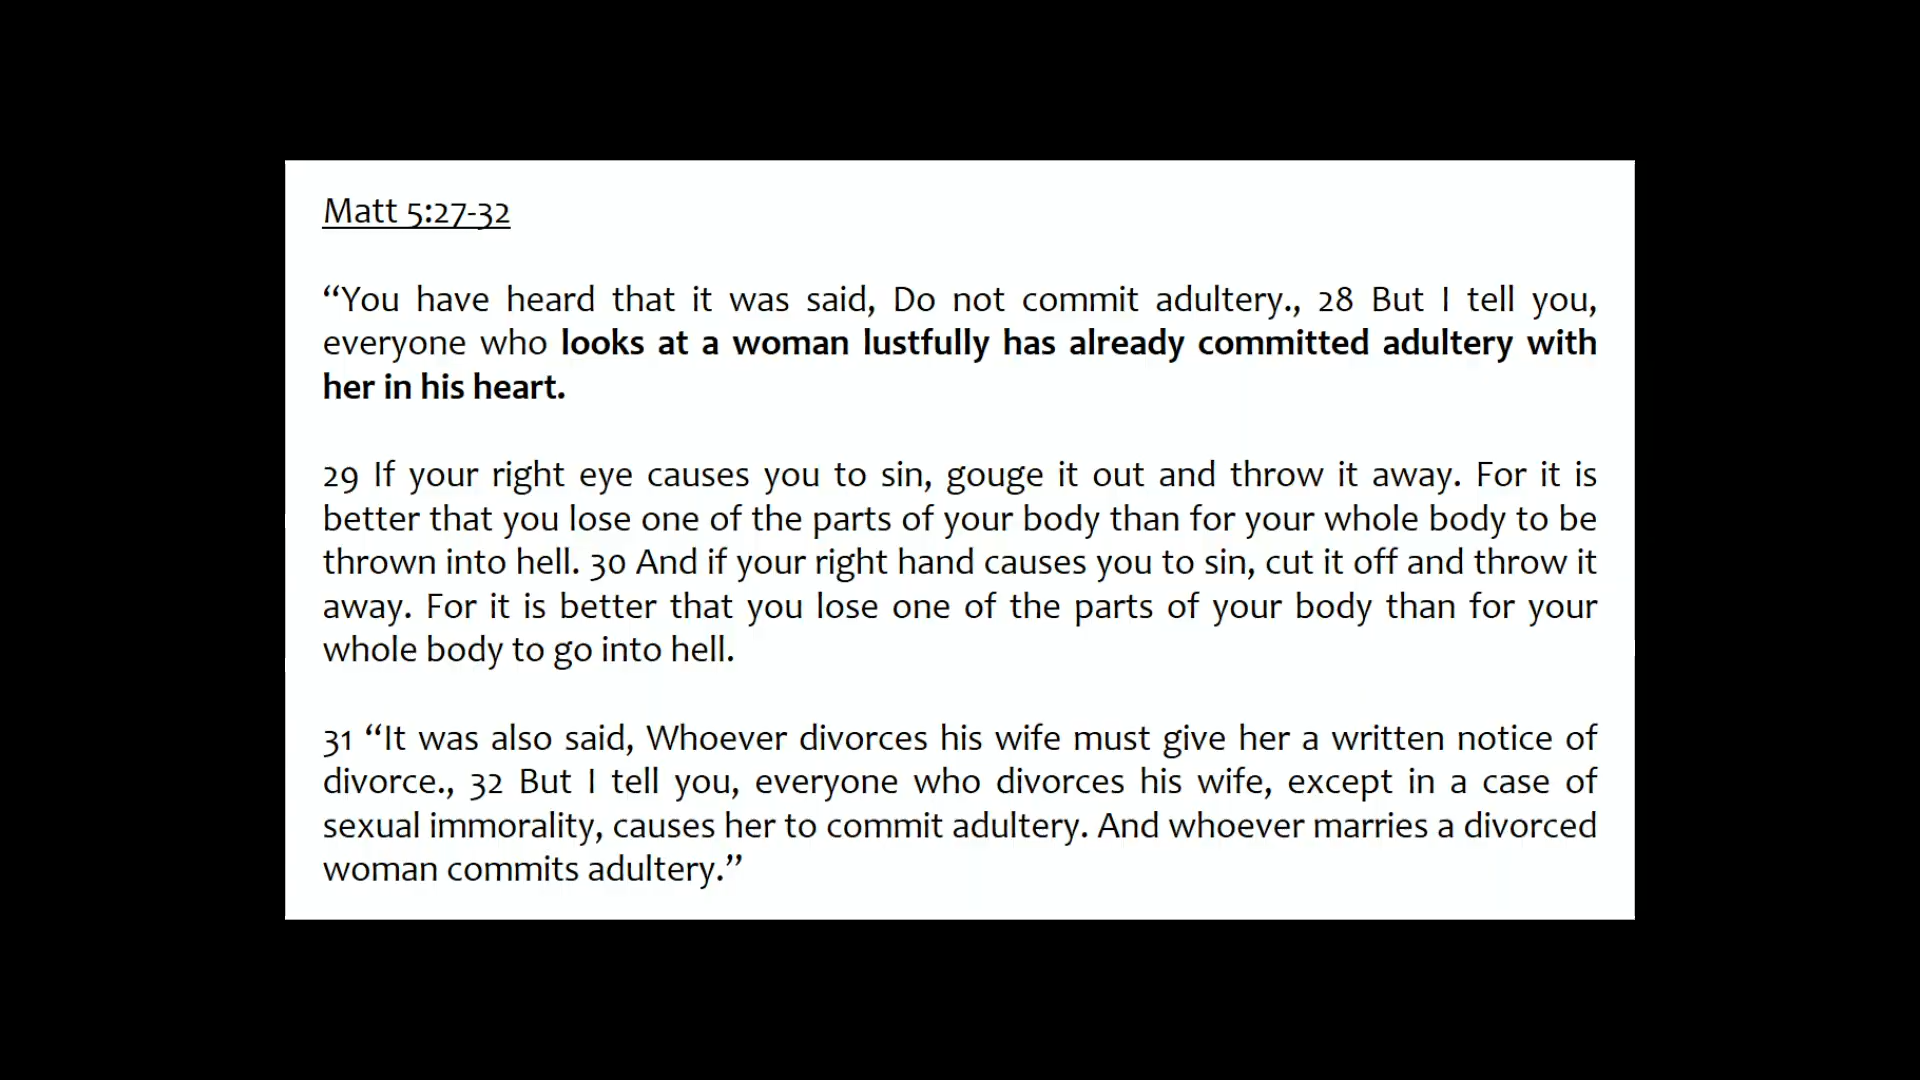 Matt 5:27-32
“You have heard that it was said, Do not commit adultery., 28 But I tell you,
everyone who looks at a woman lustfully has already committed adultery with
her in his heart.
29 If your right eye causes you to sin, gouge it out and throw it away. For it is
better that you lose one of the parts of your body than for your whole body to be
thrown into hell. 30 And if your right hand causes you to sin, cut it off and throw it
away. For it is better that you lose one of the parts of your body than for your
whole body to go into hell.
31 “It was also said, Whoever divorces his wife must give her a written notice of
divorce., 32 But I tell you, everyone who divorces his wife, except in a case of
sexual immorality, causes her to commit adultery. And whoever marries a divorced
woman commits adultery.”